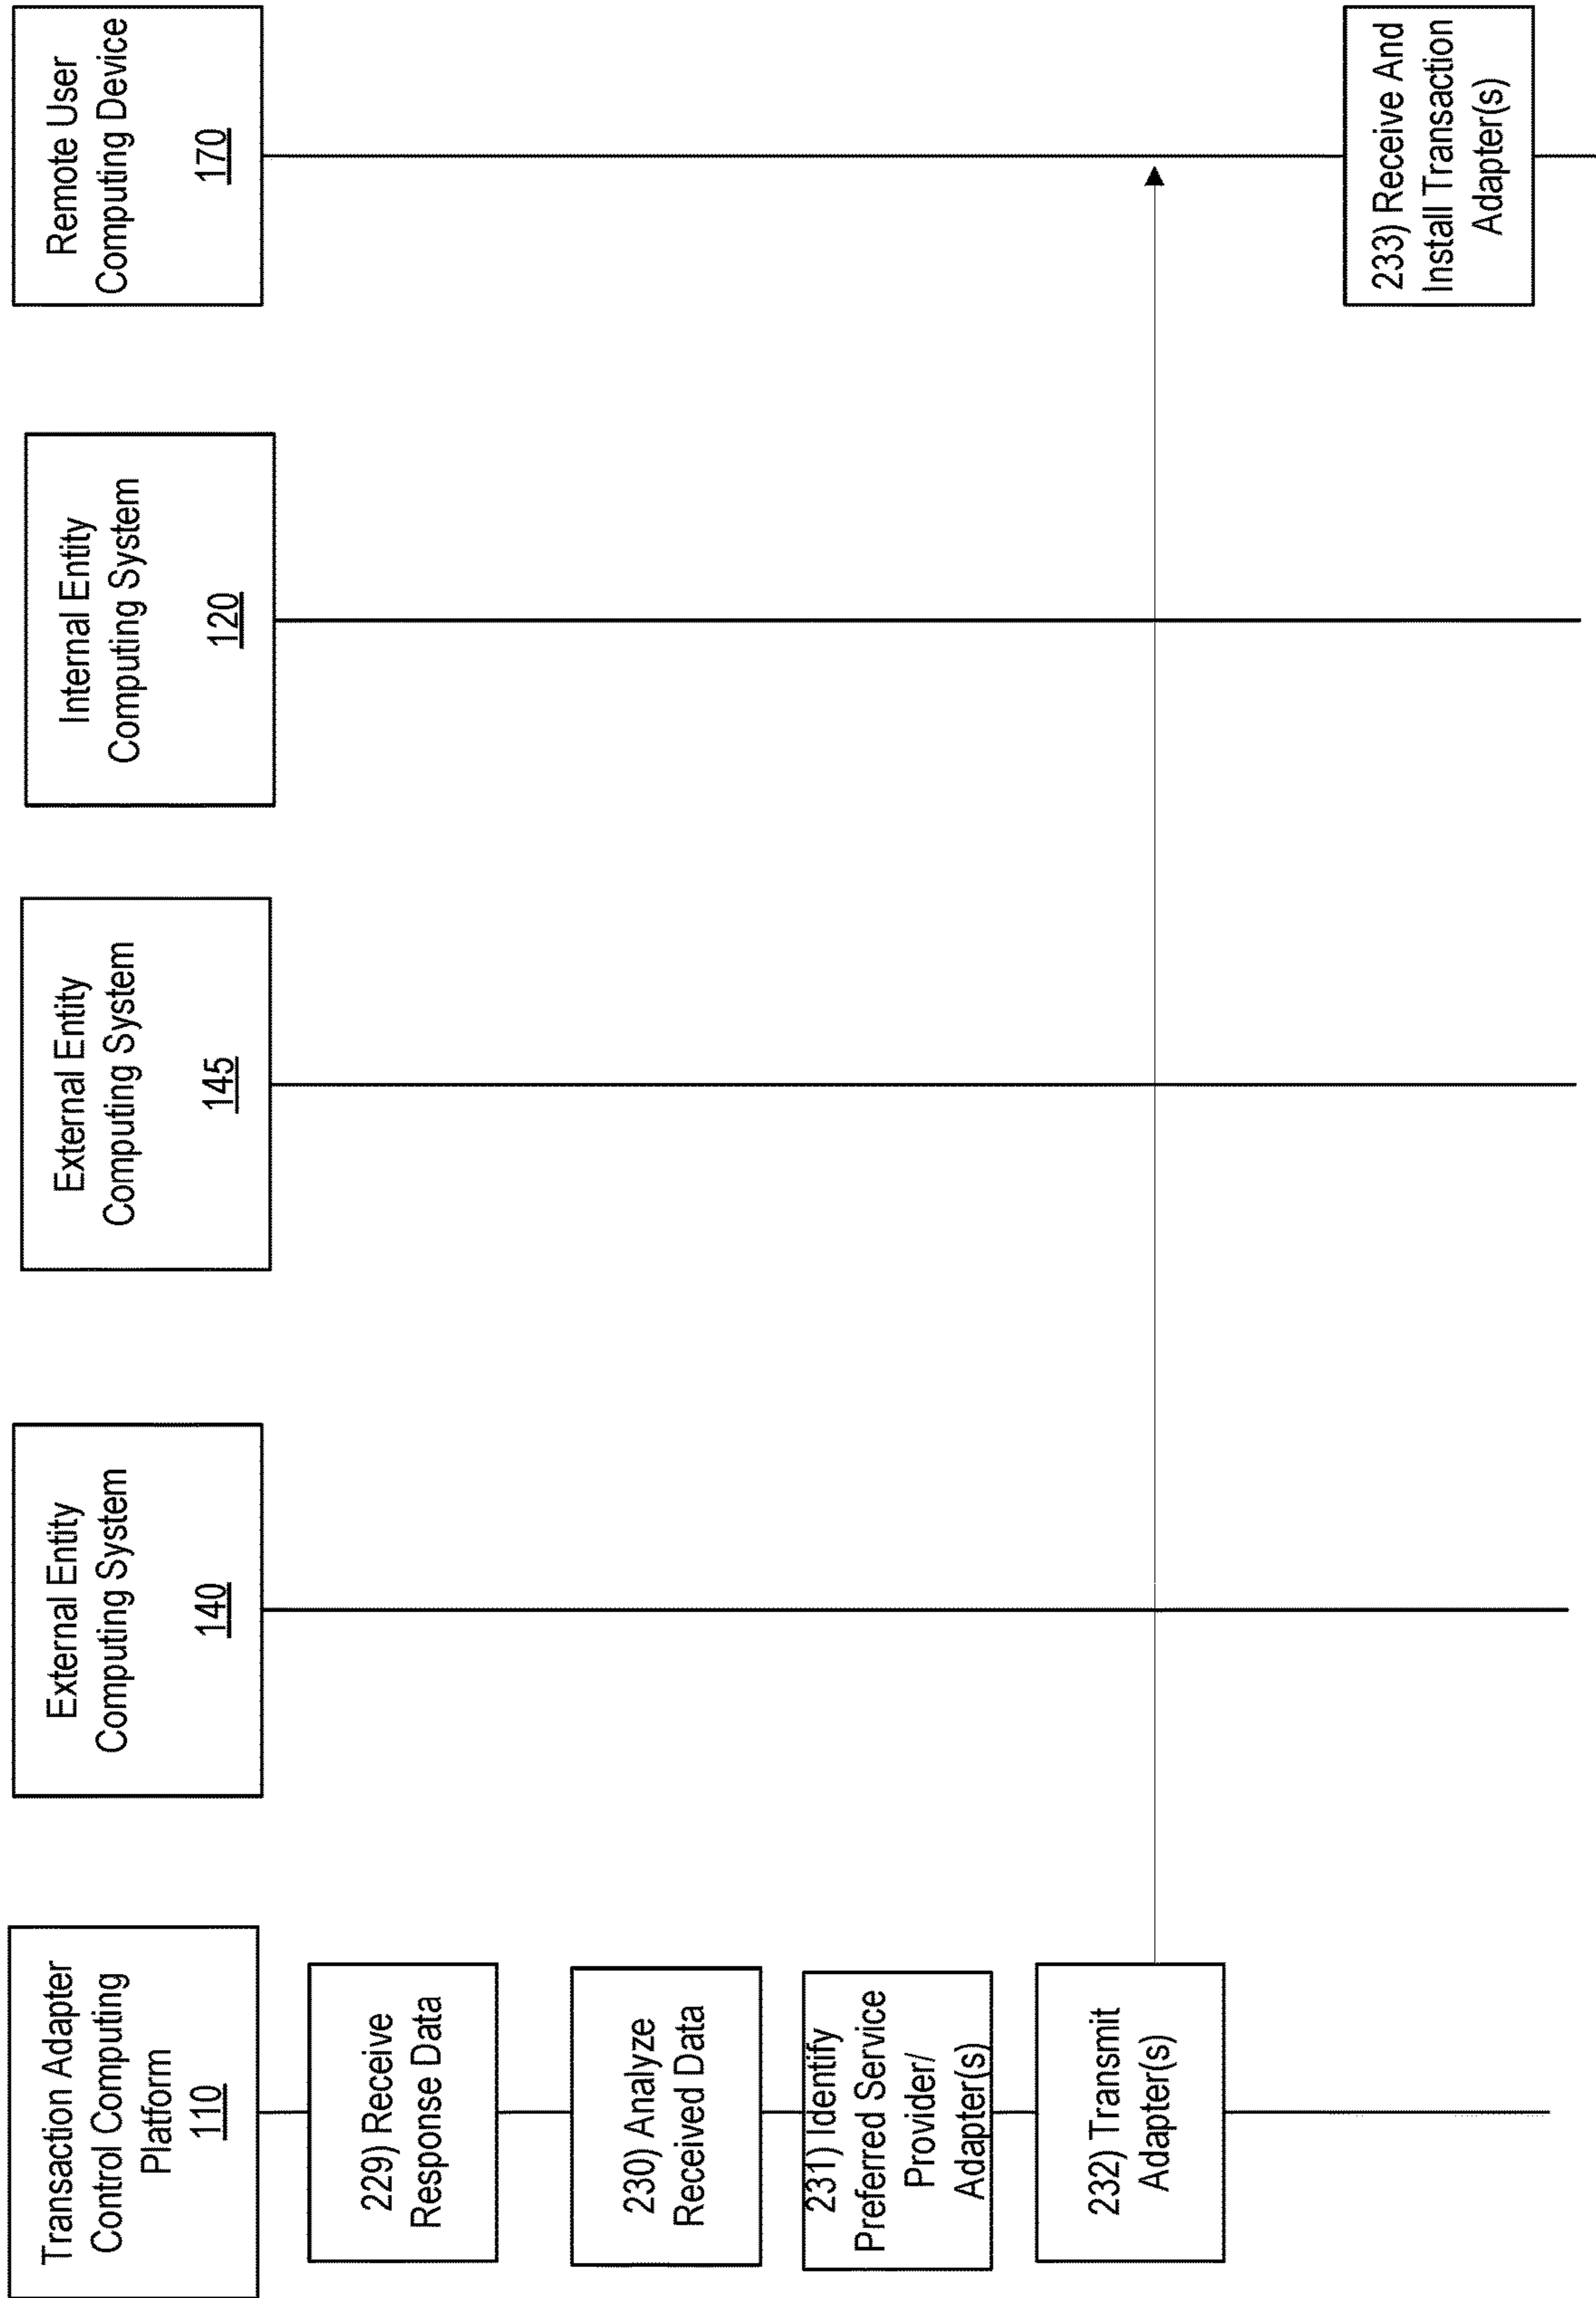 Transaction Adapter
Control Computing
Platform
110
External Entity
Computing System
140
External Entity
Computing System
145
Internal Entity
Computing System
120
Remote User
Computing Device
170
229) Receive
Response Data
230) Analyze
Received Data
231) Identify
Preferred Service
Provider/
Adapter(s)
232) Transmit
Adapter(s)
233) Receive And
Install Transaction
Adapter(s)